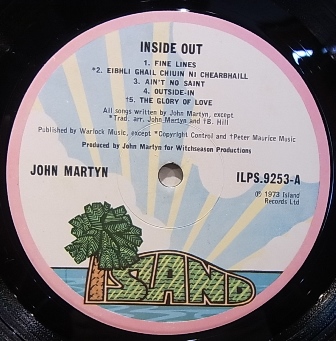 INSIDE OUT
1. FINE LINES
*2. EIBHLI GHAIL CHIUIN NI CHEARBHAILL
3. AIN'T NO SAINT
4. OUTSIDE-IN
†5. THE GLORY OF LOVE
All songs written by John Martyn, except
*Trad. arr. John Martyn and †B. Hill
Published by Warlock Music, except *Copyright Control and †Peter Maurice Music
Produced by John Martyn for Witchseason Productions
JOHN MARTYN
ILPS.9253-A
℗ 1973 Island
Records Ltd
ISLAND